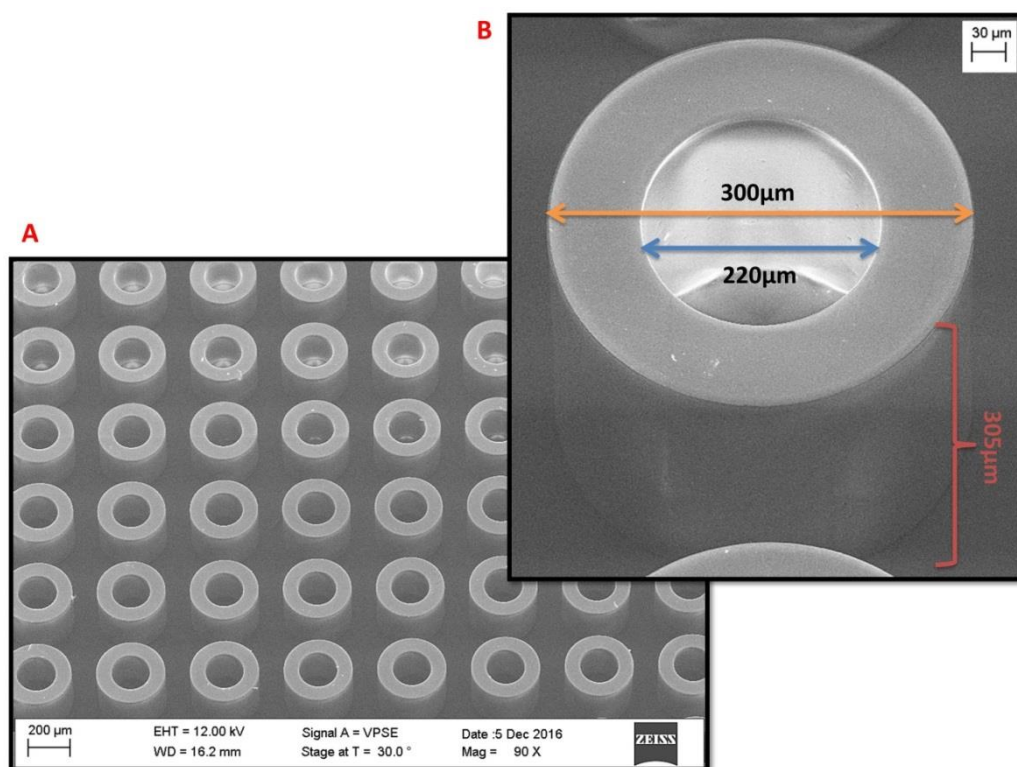 B
30 µm
300µm
220µm
305µm
A
200 µm
EHT = 12.00 kV
WD = 16.2 mm
Signal A = VPSE
Stage at T = 30.0 °
Date :5 Dec 2016
Mag = 90 X
ZEISS